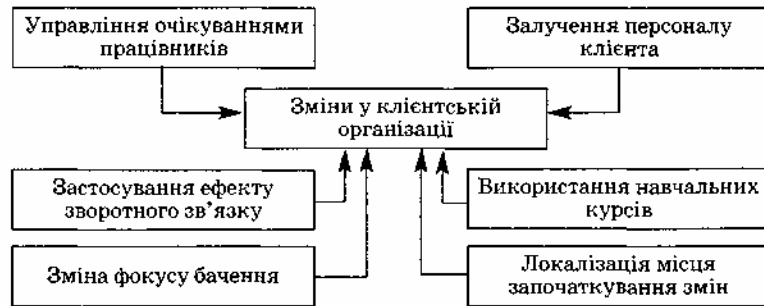 Управління очікуваннями
працівників
Залучення персоналу
клієнта
Зміни у клієнтській
організації
Застосування ефекту
зворотного зв’язку
Використання навчальних
курсів
Зміна фокусу бачення
Локалізація місця
започаткування змін